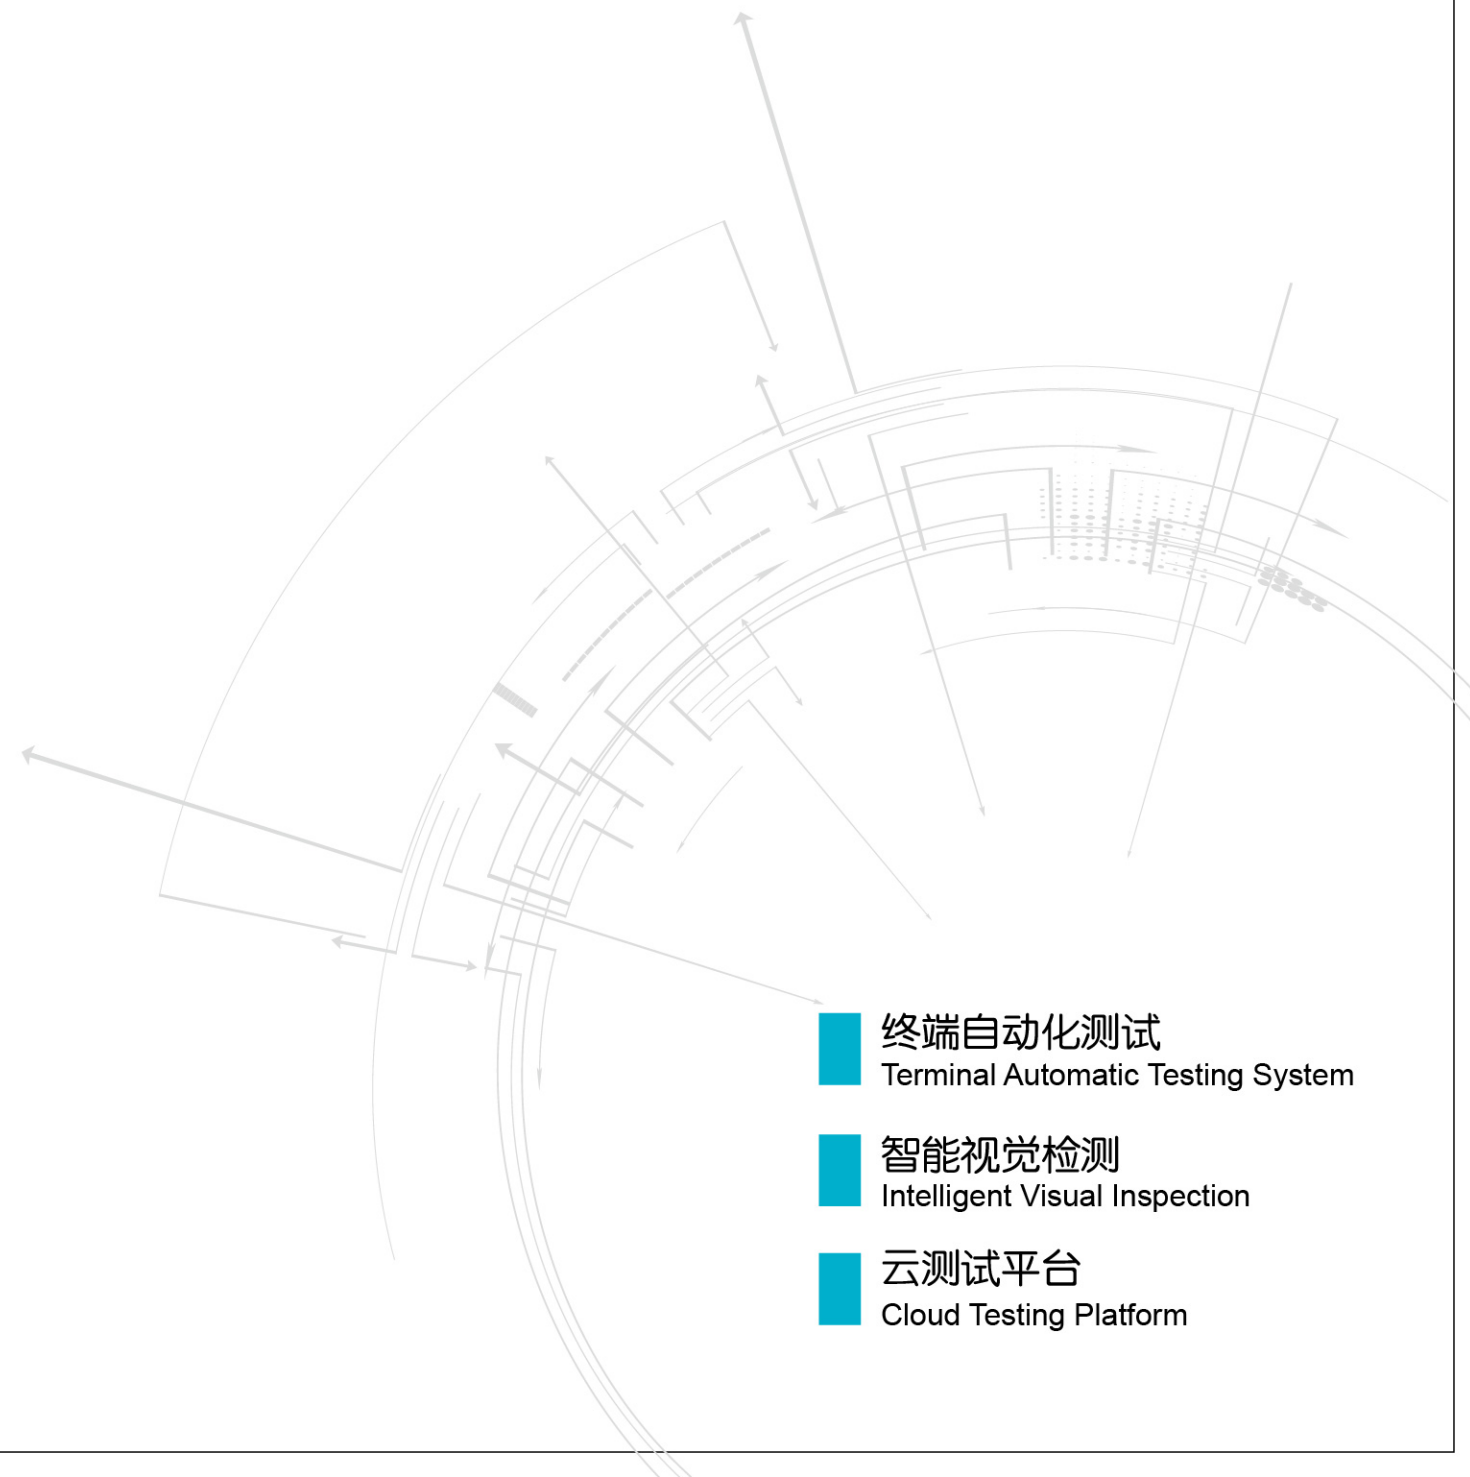 终端自动化测试
Terminal Automatic Testing System
智能视觉检测
Intelligent Visual Inspection
云测试平台
Cloud Testing Platform